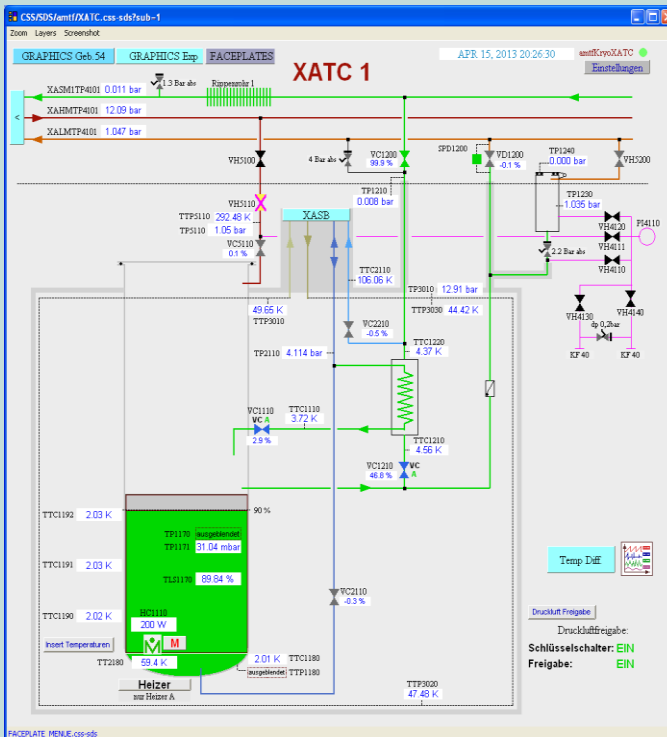 CSS/SDS/amtf/XATC.css-sds?sub-1
Zoom Layers Screenshot
GRAPHICS Geb.54 GRAPHICS Exp FACEPLATES
XATC 1
APR 15, 2013 20:26:30
amtfKryoXATC
Einstellungen
XASM1TP4101 0.011 bar
1.3 Bar abs
Rippenrohr 1
<
XAHMTP4101 12.09 bar
XALMTP4101 1.047 bar
VH5100
4 Bar abs
VC1200
99.9 %
SPD1200
VD1200
-0.1 %
TP1240
0.000 bar
VH5200
TP1210
0.008 bar
TP1230
1.035 bar
VH5110
XASB
TTP5110 292.48 K
TP5110 1.05 bar
VH4120
PI4110
VH4111
VC5110
0.1 %
2.2 Bar abs
VH4110
TTC2110
106.06 K
TP3010 12.91 bar
49.65 K
TTP3010
TTP3030 44.42 K
VH4130
VH4140
VC2210
-0.5 %
dp 0,2bar
TTC1220
4.37 K
TP2110 4.114 bar
KF 40
KF 40
VC1110
VC A
2.9 %
TTC1110
3.72 K
TTC1210
4.56 K
VC1210
VC
A
46.8 %
90 %
TTC1192 2.03 K
TP1170 ausgeblendet
TP1171 31.04 mbar
TTC1191 2.03 K
TLS1170 89.84 %
Temp Diff.
VC2110
-0.3 %
TTC1190 2.02 K
HC1110
200 W
Druckluft Freigabe
Druckluftfreigabe:
Insert Temperaturen
M
Schlüsselschalter: EIN
TT2180 59.4 K
2.01 K TTC1180
Freigabe: EIN
ausgeblendet TTP1180
Heizer
nur Heizer A
TTP3020
47.48 K
FACEPLATE_MENUE.css-sds